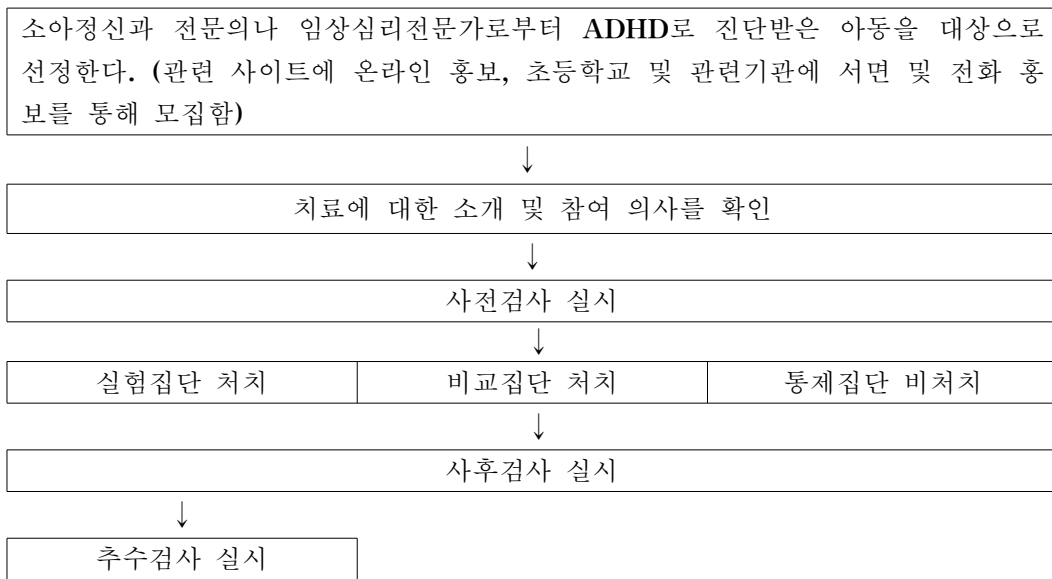 소아정신과 전문의나 임상심리전문가로부터 ADHD로 진단받은 아동을 대상으로
선정한다. (관련 사이트에 온라인 홍보, 초등학교 및 관련기관에 서면 및 전화 홍
보를 통해 모집함)
↓
치료에 대한 소개 및 참여 의사를 확인
↓
사전검사 실시
↓
실험집단 처치 비교집단 처치 통제집단 비처치
↓
사후검사 실시
↓
추수검사 실시